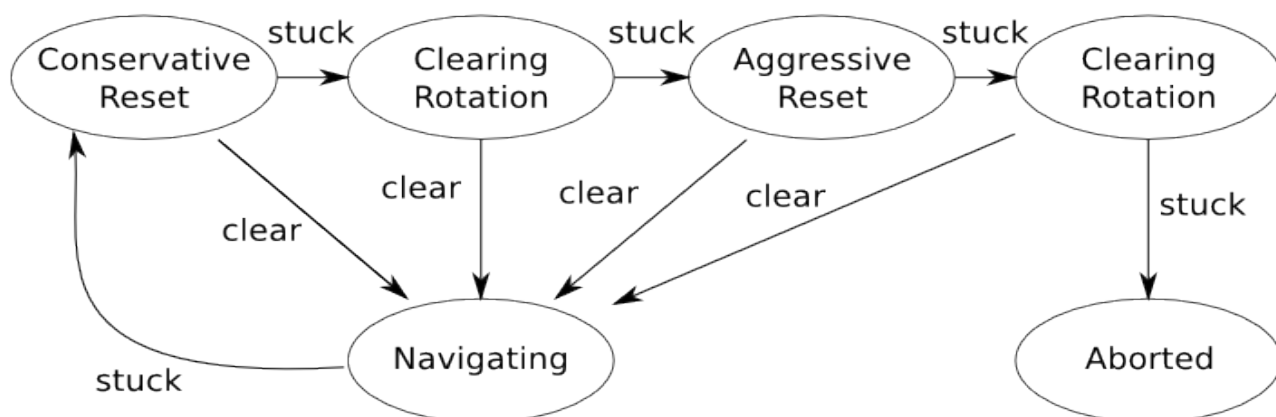 stuck
stuck
stuck
Conservative
Reset
Clearing
Rotation
Aggressive
Reset
Clearing
Rotation
clear
clear
clear
clear
stuck
Navigating
Aborted
stuck